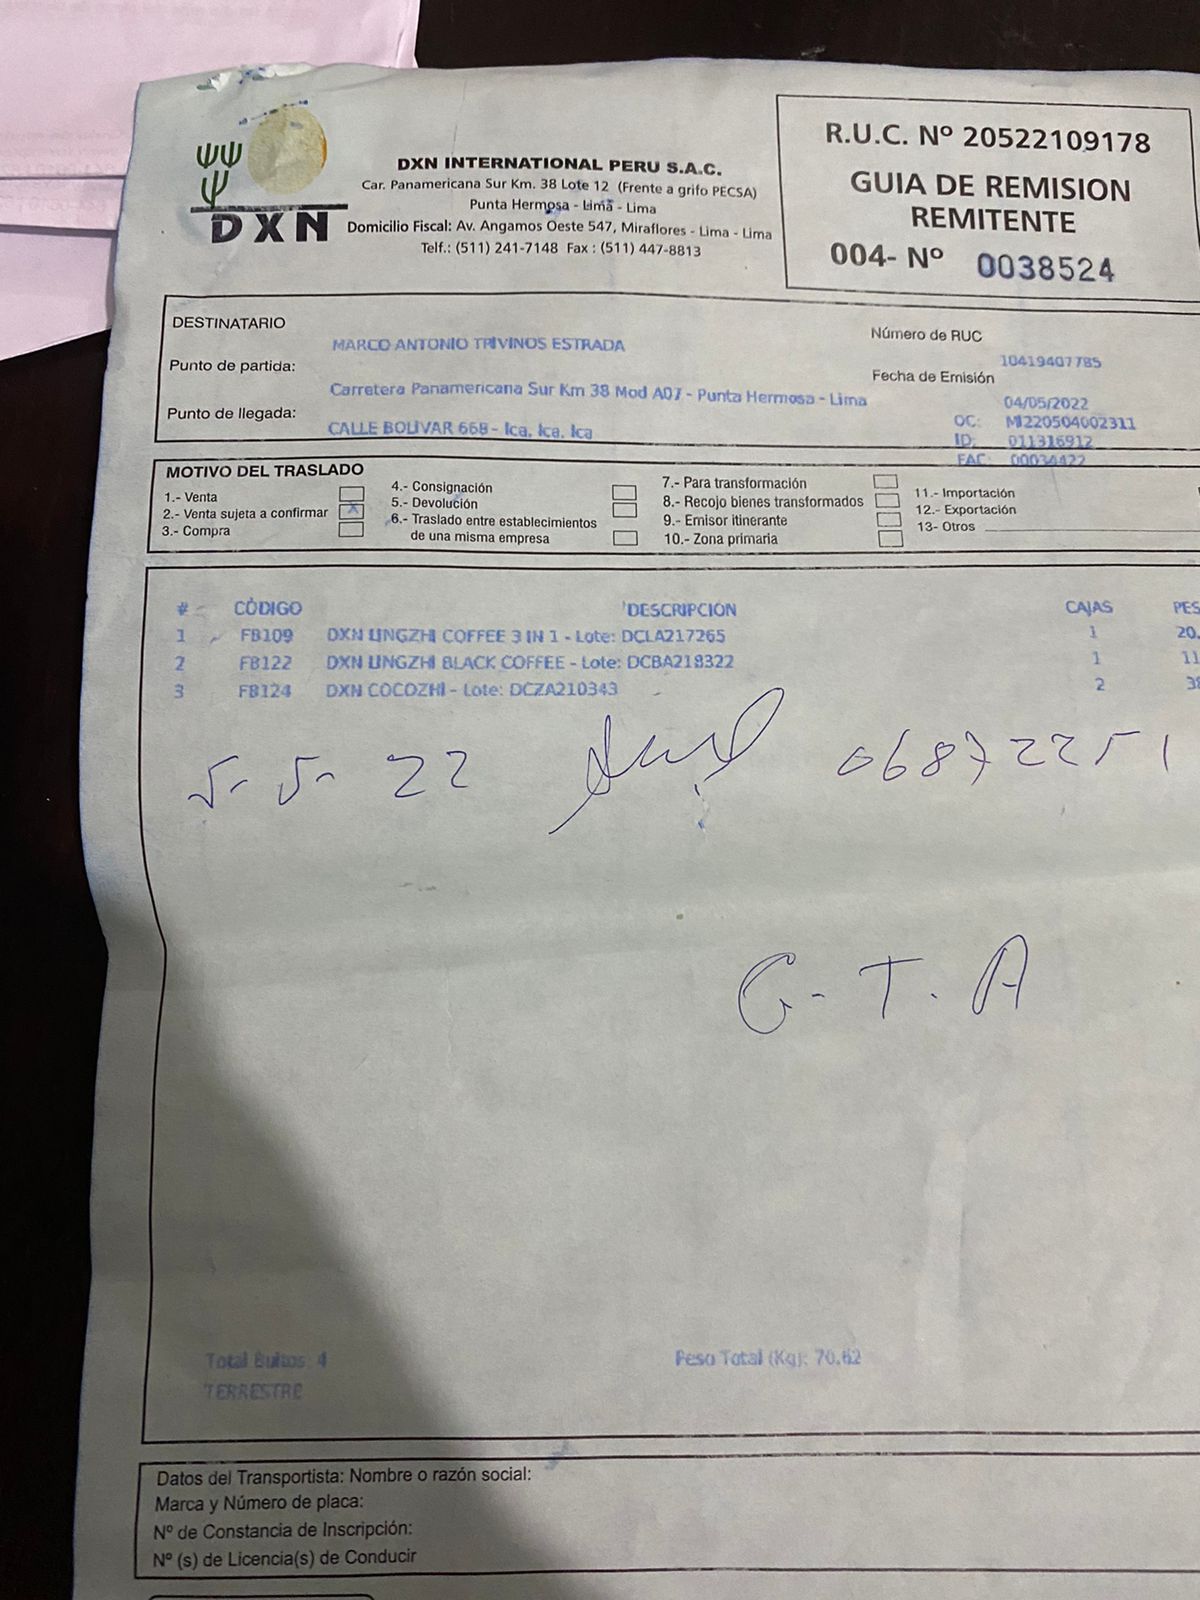 DXN
DXN INTERNATIONAL PERU S.A.C.
Car. Panamericana Sur Km. 38 Lote 12 (Frente a grifo PECSA)
Punta Hermosa - Lima - Lima
Domicilio Fiscal: Av. Angamos Oeste 547, Miraflores - Lima - Lima
Telf.: (511) 241-7148 Fax : (511) 447-8813
R.U.C. Nº 20522109178
GUIA DE REMISION
REMITENTE
004- Nº 0038524
DESTINATARIO
MARCO ANTONIO TRIVINOS ESTRADA
Número de RUC
10419407785
Punto de partida:
Carretera Panamericana Sur Km 38 Mod A07 - Punta Hermosa - Lima
Fecha de Emisión
04/05/2022
Punto de llegada:
CALLE BOLIVAR 668 - Ica, Ica, Ica
OC: MI220504002311
ID: 011316912
FAC: 00034422
MOTIVO DEL TRASLADO
1.- Venta
2.- Venta sujeta a confirmar X
3.- Compra
4.- Consignación
5.- Devolución
6.- Traslado entre establecimientos
de una misma empresa
7.- Para transformación
8.- Recojo bienes transformados
9.- Emisor itinerante
10.- Zona primaria
11.- Importación
12.- Exportación
13- Otros
# CÓDIGO DESCRIPCIÓN CAJAS PES
1 FB109 DXN LINGZHI COFFEE 3 IN 1 - Lote: DCLA217265 1 20.
2 FB122 DXN LINGZHI BLACK COFFEE - Lote: DCBA218322 1 11
3 FB124 DXN COCOZHI - Lote: DCZA210343 2 38
5- 5- 22 06872251
G. T. A
Total Bultos: 4 Peso Total (Kg): 70.62
TERRESTRE
Datos del Transportista: Nombre o razón social:
Marca y Número de placa:
Nº de Constancia de Inscripción:
Nº (s) de Licencia(s) de Conducir